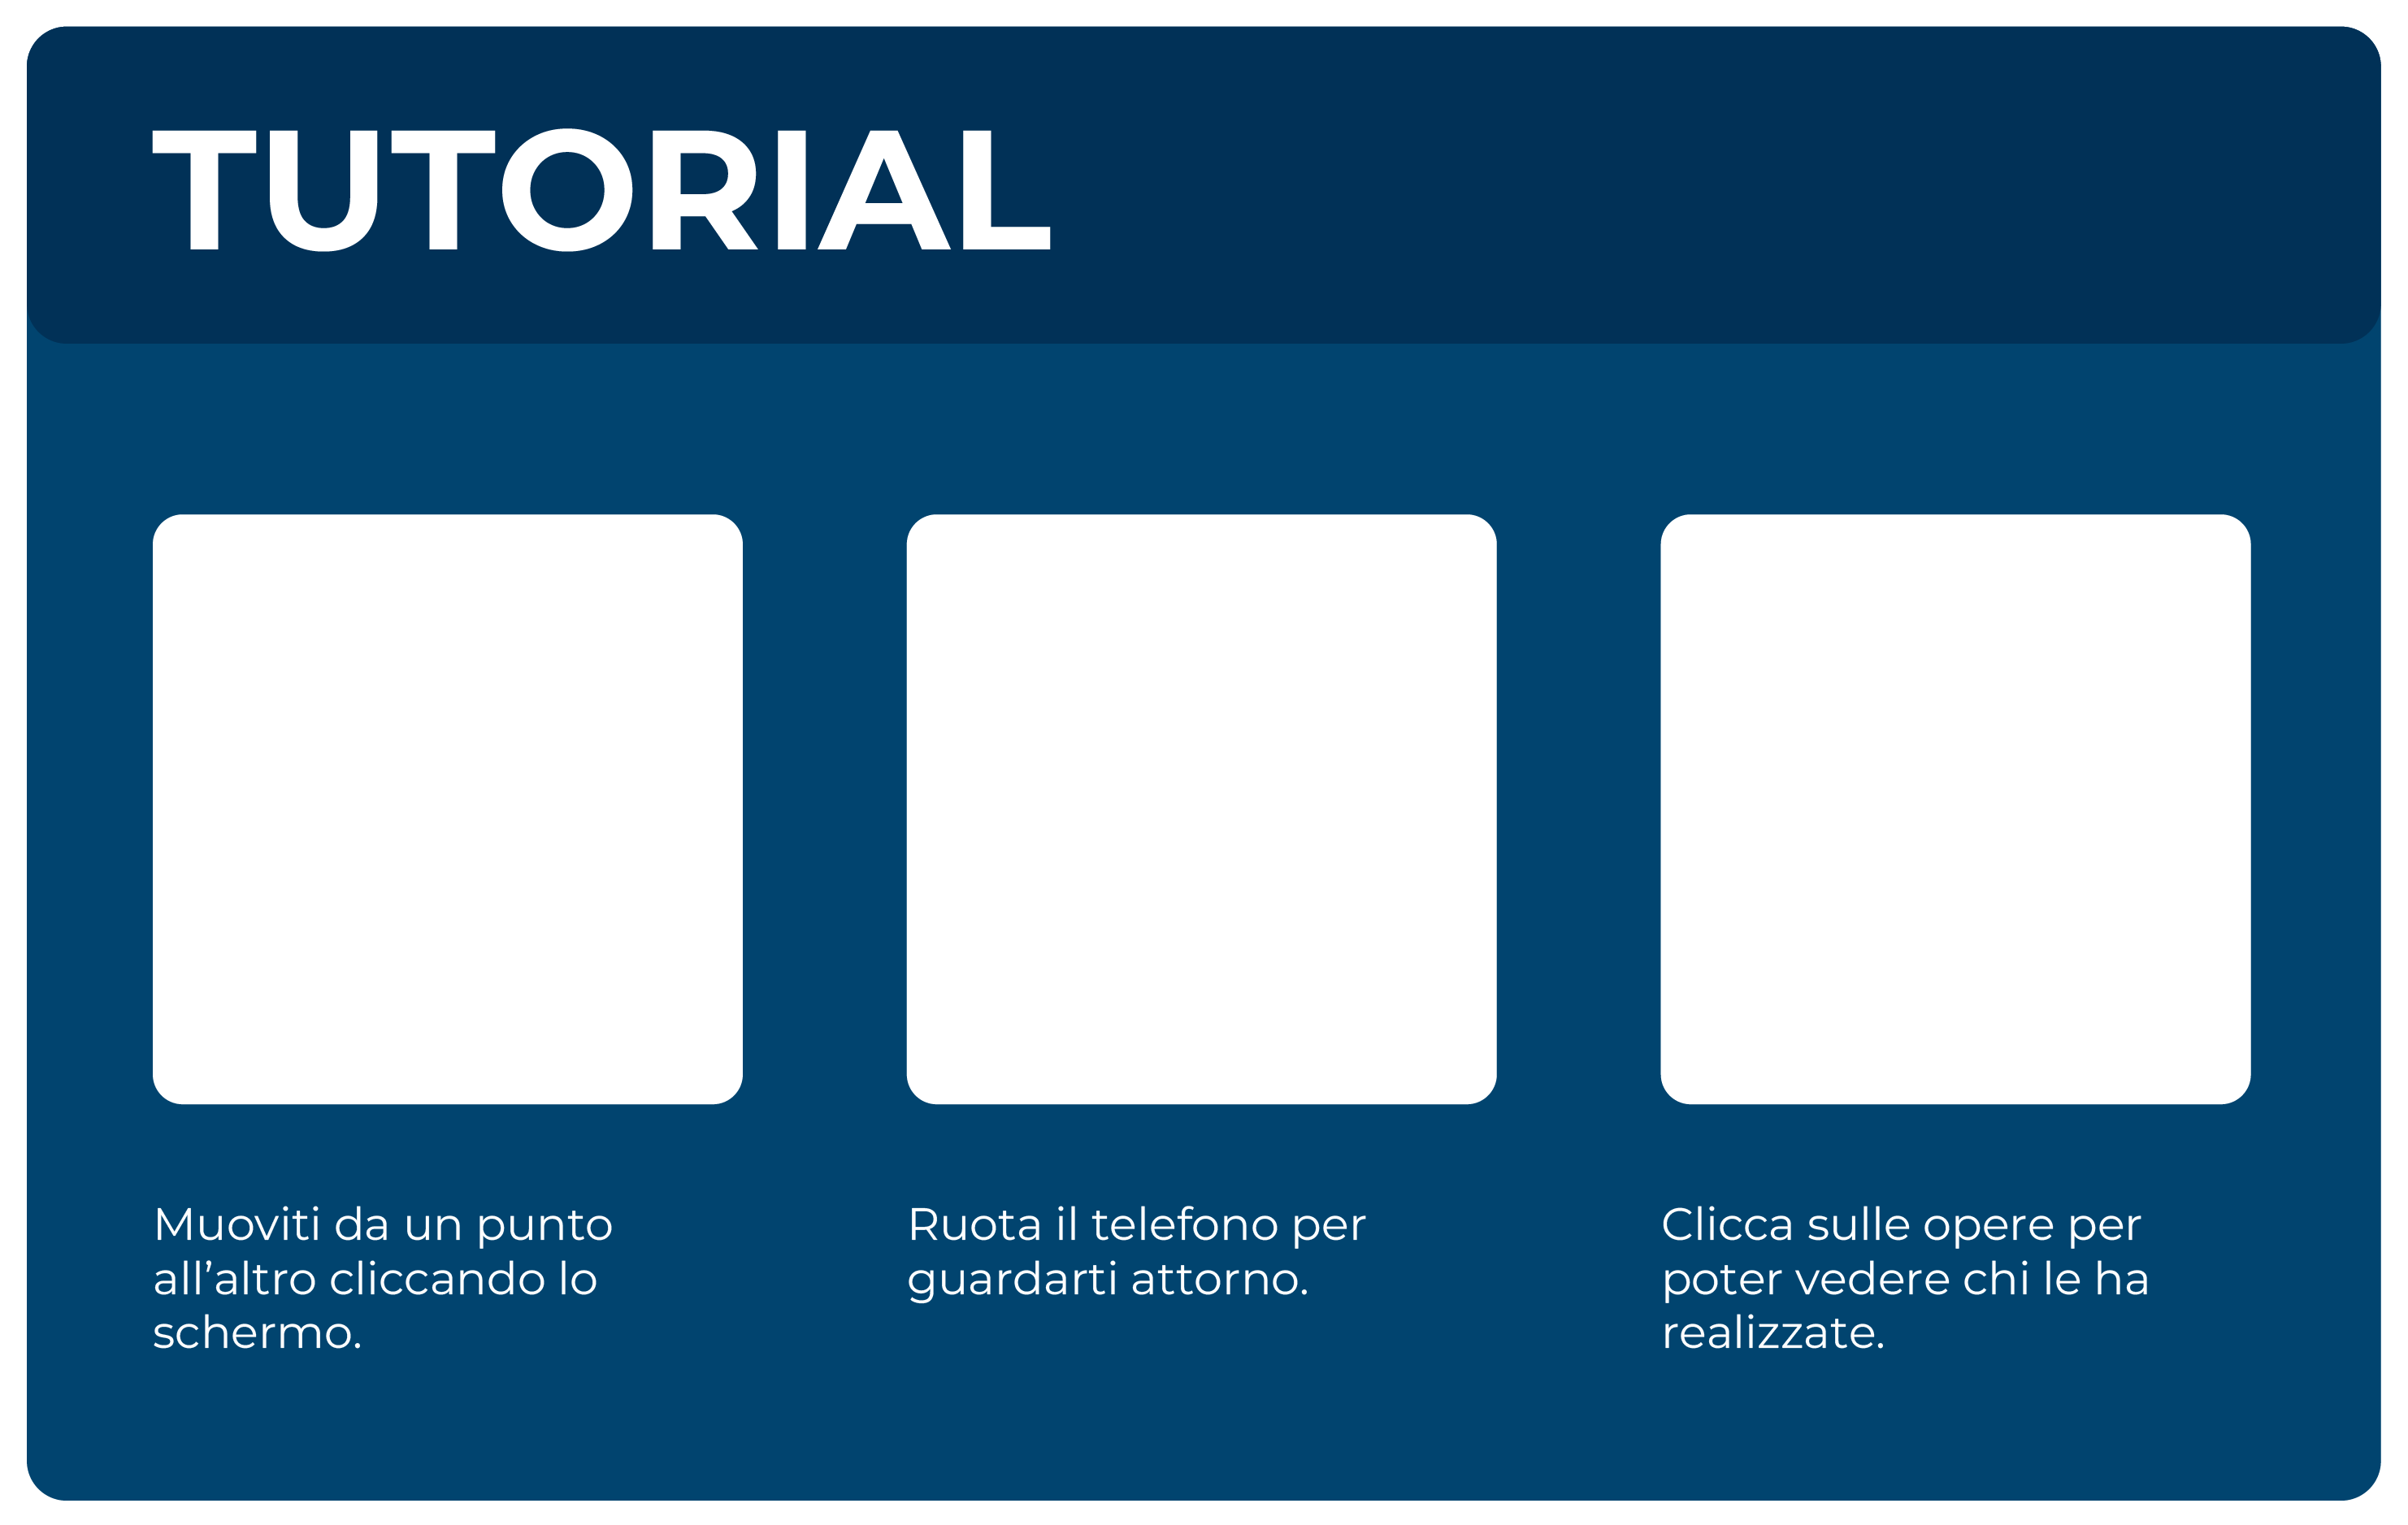 TUTORIAL
Muoviti da un punto
all’altro cliccando lo
schermo.
Ruota il telefono per
guardarti attorno.
Clicca sulle opere per
poter vedere chi le ha
realizzate.